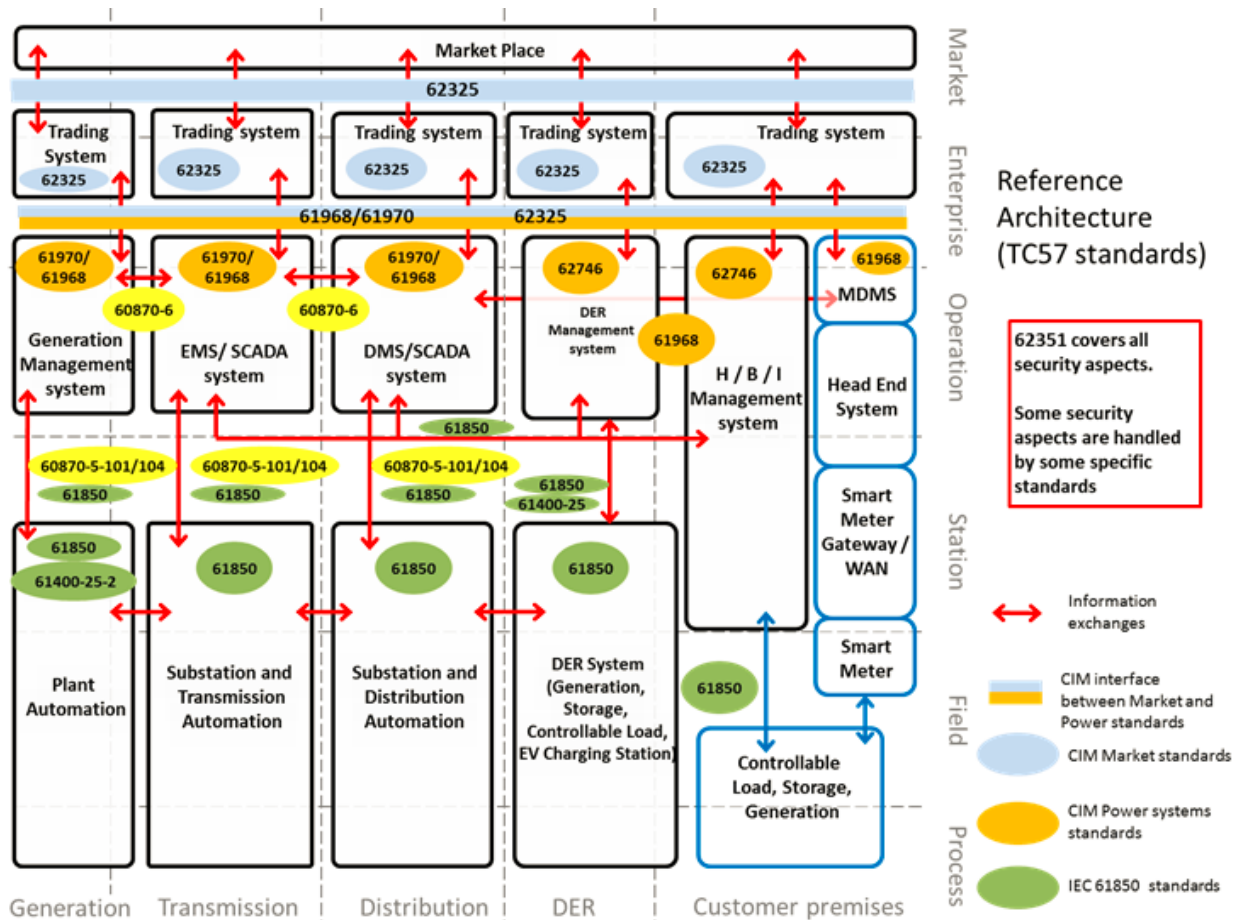 Market Place
Market
62325
Trading
System
62325
Trading system
62325
Trading system
62325
Trading system
62325
Trading system
62325
Enterprise
61968/61970
62325
61970/
61968
60870-6
Generation
Management
system
61970/
61968
60870-6
EMS/ SCADA
system
61970/
61968
DMS/SCADA
system
62746
DER
Management
system
61968
62746
H / B / I
Management
system
61968
MDMS
Head End
System
Operation
61850
60870-5-101/104
61850
60870-5-101/104
61850
60870-5-101/104
61850
61850
61400-25
Smart
Meter
Gateway /
WAN
Station
61850
61400-25-2
Plant
Automation
61850
Substation and
Transmission
Automation
61850
Substation and
Distribution
Automation
61850
DER System
(Generation,
Storage,
Controllable Load,
EV Charging Station)
61850
Smart
Meter
Field
Controllable
Load, Storage,
Generation
Process
Generation
Transmission
Distribution
DER
Customer premises
Reference
Architecture
(TC57 standards)
62351 covers all
security aspects.
Some security
aspects are handled
by some specific
standards
Information
exchanges
CIM interface
between Market and
Power standards
CIM Market standards
CIM Power systems
standards
IEC 61850 standards